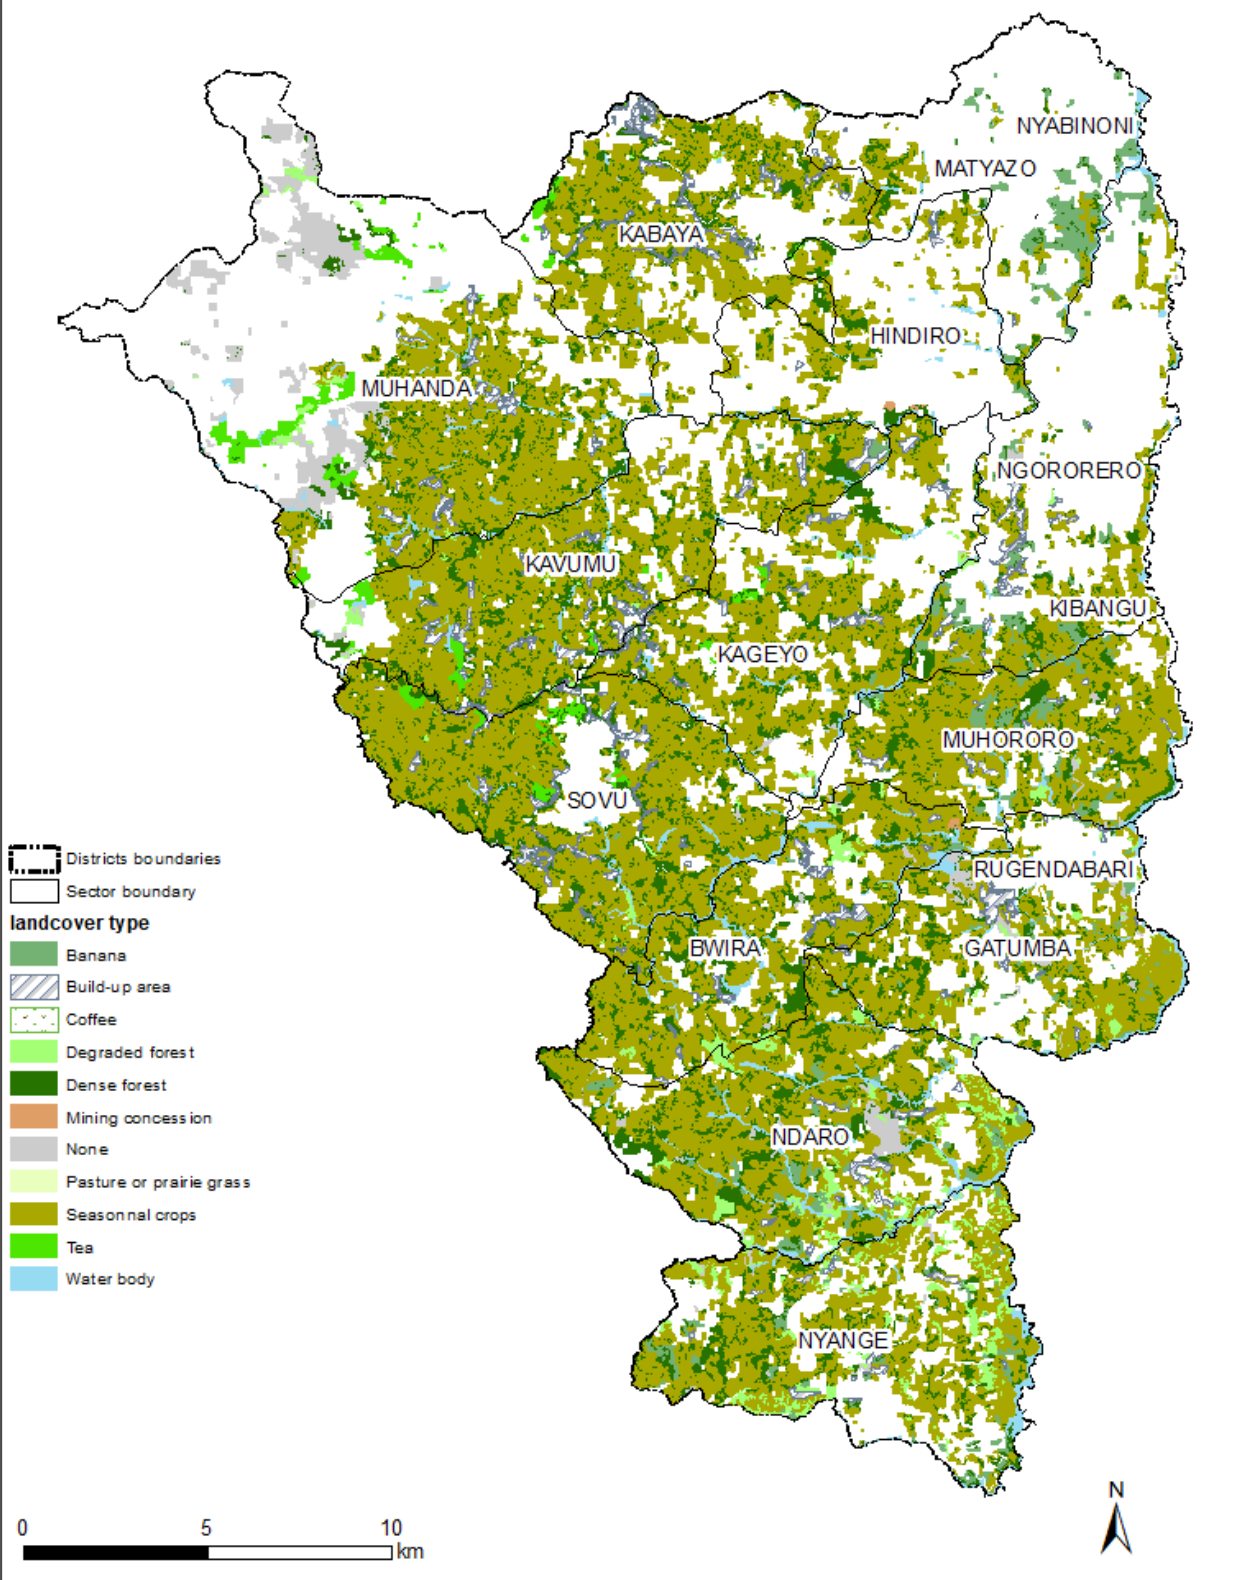 NYABINONI
MATYAZO
KABAYA
HINDIRO
MUHANDA
NGORORERO
KAVUMU
KIBANGU
KAGEYO
MUHORORO
SOVU
RUGENDABARI
BWIRA
GATUMBA
NDARO
NYANGE
Districts boundaries
Sector boundary
landcover type
Banana
Build-up area
Coffee
Degraded forest
Dense forest
Mining concession
None
Pasture or prairie grass
Seasonnal crops
Tea
Water body
0 5 10
km
N